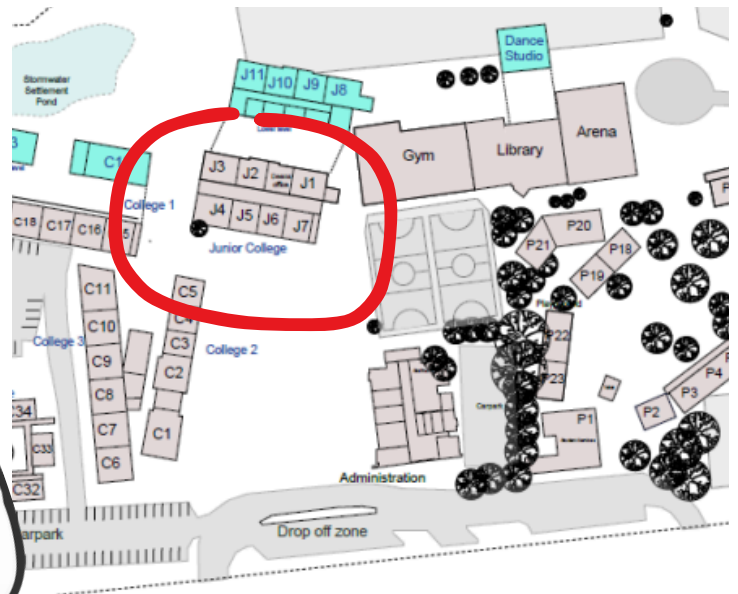 Dance
Studio
Stormwater
Settlement
Pond
J11
J10
J9
J8
C1
Gym
Library
Arena
J3
J2
office
J1
J4
J5
J6
J7
Junior College
College 1
C18
C17
C16
P20
P21
P18
P19
C5
C4
C3
C2
C1
College 2
C11
C10
C9
C8
C7
C6
College 3
P22
P23
P1
P2
P3
P4
C34
C33
C32
Carpark
Administration
Drop off zone
arpark